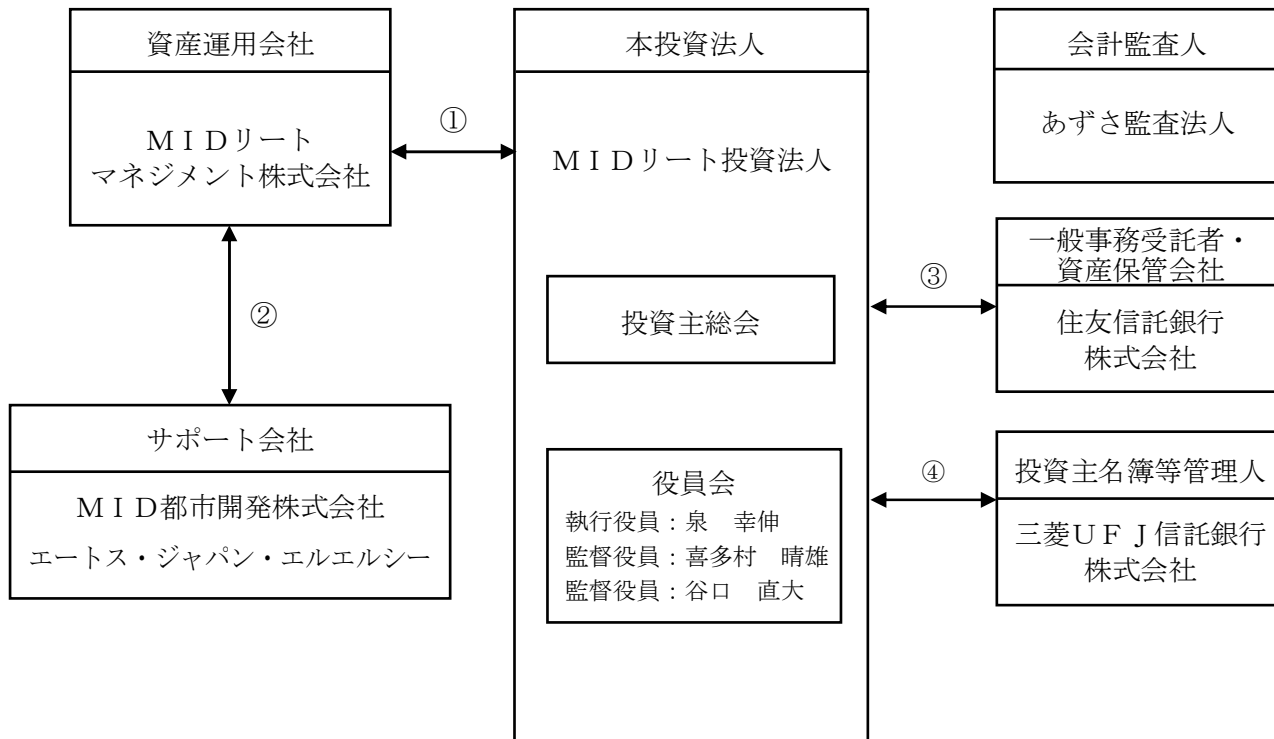 資産運用会社
ＭＩＤリート
マネジメント株式会社
①
②
サポート会社
ＭＩＤ都市開発株式会社
エートス・ジャパン・エルエルシー
本投資法人
ＭＩＤリート投資法人
投資主総会
役員会
執行役員：泉　幸伸
監督役員：喜多村　晴雄
監督役員：谷口　直大
会計監査人
あずさ監査法人
③
一般事務受託者・
資産保管会社
住友信託銀行
株式会社
④
投資主名簿等管理人
三菱ＵＦＪ信託銀行
株式会社